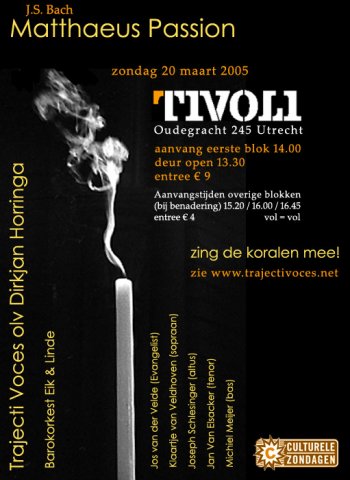 J.S. Bach
Matthaeus Passion
zondag 20 maart 2005
TIVOLI
Oudegracht 245 Utrecht
aanvang eerste blok 14.00
deur open 13.30
entree € 9
Aanvangstijden overige blokken
(bij benadering) 15.20 / 16.00 / 16.45
entree € 4 vol = vol
zing de koralen mee!
zie www.trajectivoces.net
Trajecti Voces olv Dirkjan Horringa
Barokorkest Eik & Linde
Jos van der Velde (Evangelist)
Klaartje van Veldhoven (sopraan)
Joseph Schlesinger (altus)
Jan Van Elsacker (tenor)
Michiel Meijer (bas)
C
CULTURELE
ZONDAGEN